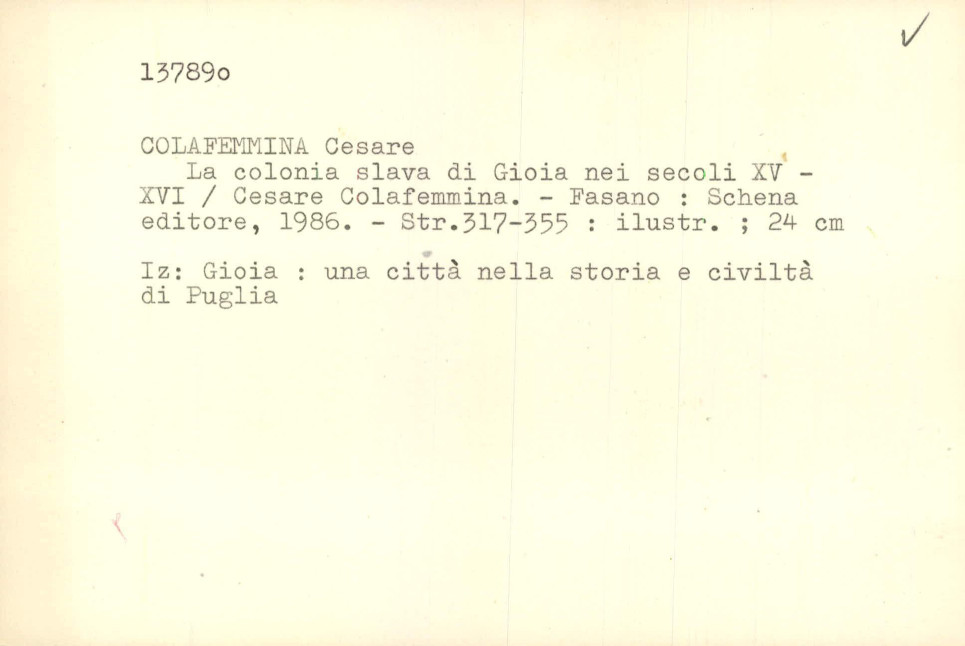 13789o
COLAFEMMINA Cesare
La colonia slava di Gioia nei secoli XV -
XVI / Cesare Colafemmina. - Fasano : Schena
editore, 1986. - Str.317-355 : ilustr. ; 24 cm
Iz: Gioia : una città nella storia e civiltà
di Puglia